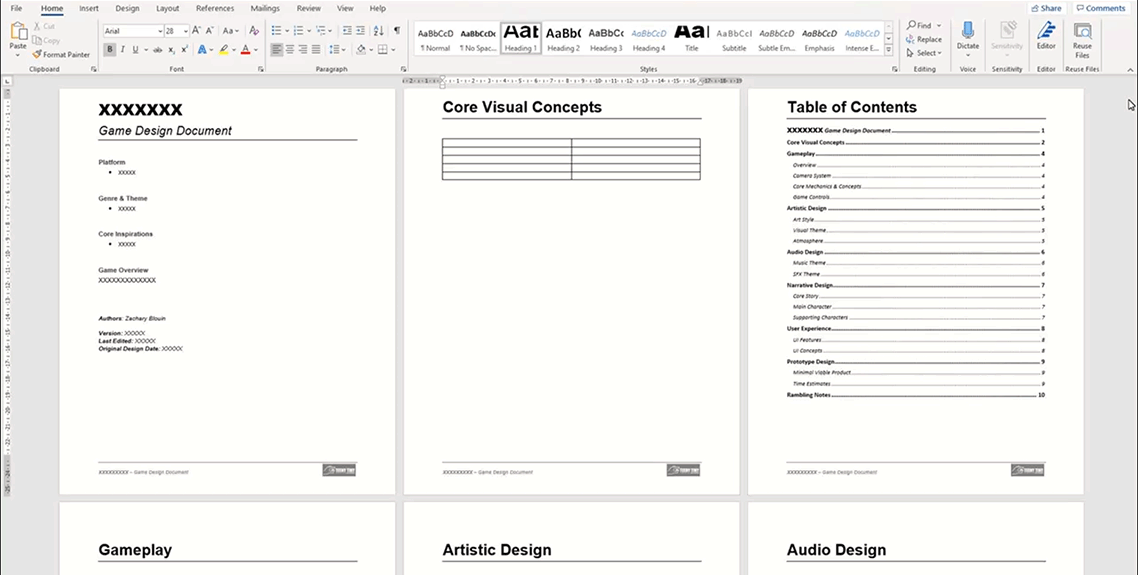 File Home Insert Design Layout References Mailings Review View Help Share Comments
Paste
Cut
Copy
Format Painter
Clipboard
Arial 28
Font
Paragraph
AaBbCcD AaBbCcDc Aat AaBb( AaBbCc AaBbCcD AaI AaBbCcI AaBbCcD AaBbCcD AaBbCcD
¶ Normal ¶ No Spac... Heading 1 Heading 2 Heading 3 Heading 4 Title Subtitle Subtle Em... Emphasis Intense E...
Styles
Find
Replace
Select
Editing
Dictate
Voice
Sensitivity
Sensitivity
Editor
Editor
Reuse
Files
Reuse Files
XXXXXXX
Game Design Document
Platform
• XXXXX
Genre & Theme
• XXXXX
Core Inspirations
• XXXXX
Game Overview
XXXXXXXXXXXXX
Authors: Zachary Blouin
Version: XXXXX
Last Edited: XXXXX
Original Design Date: XXXXX
XXXXXXXXX – Game Design Document
Core Visual Concepts
XXXXXXXXX – Game Design Document
Table of Contents
XXXXXXX Game Design Document 1
Core Visual Concepts 2
Gameplay 4
Overview 4
Camera System 4
Core Mechanics & Concepts 4
Game Controls 4
Artistic Design 5
Art Style 5
Visual Theme 5
Atmosphere 5
Audio Design 6
Music Theme 6
SFX Theme 6
Narrative Design 7
Core Story 7
Main Character 7
Supporting Characters 7
User Experience 8
UI Features 8
UI Concepts 8
Prototype Design 9
Minimal Viable Product 9
Time Estimates 9
Rambling Notes 10
XXXXXXXXX – Game Design Document
Gameplay
Artistic Design
Audio Design